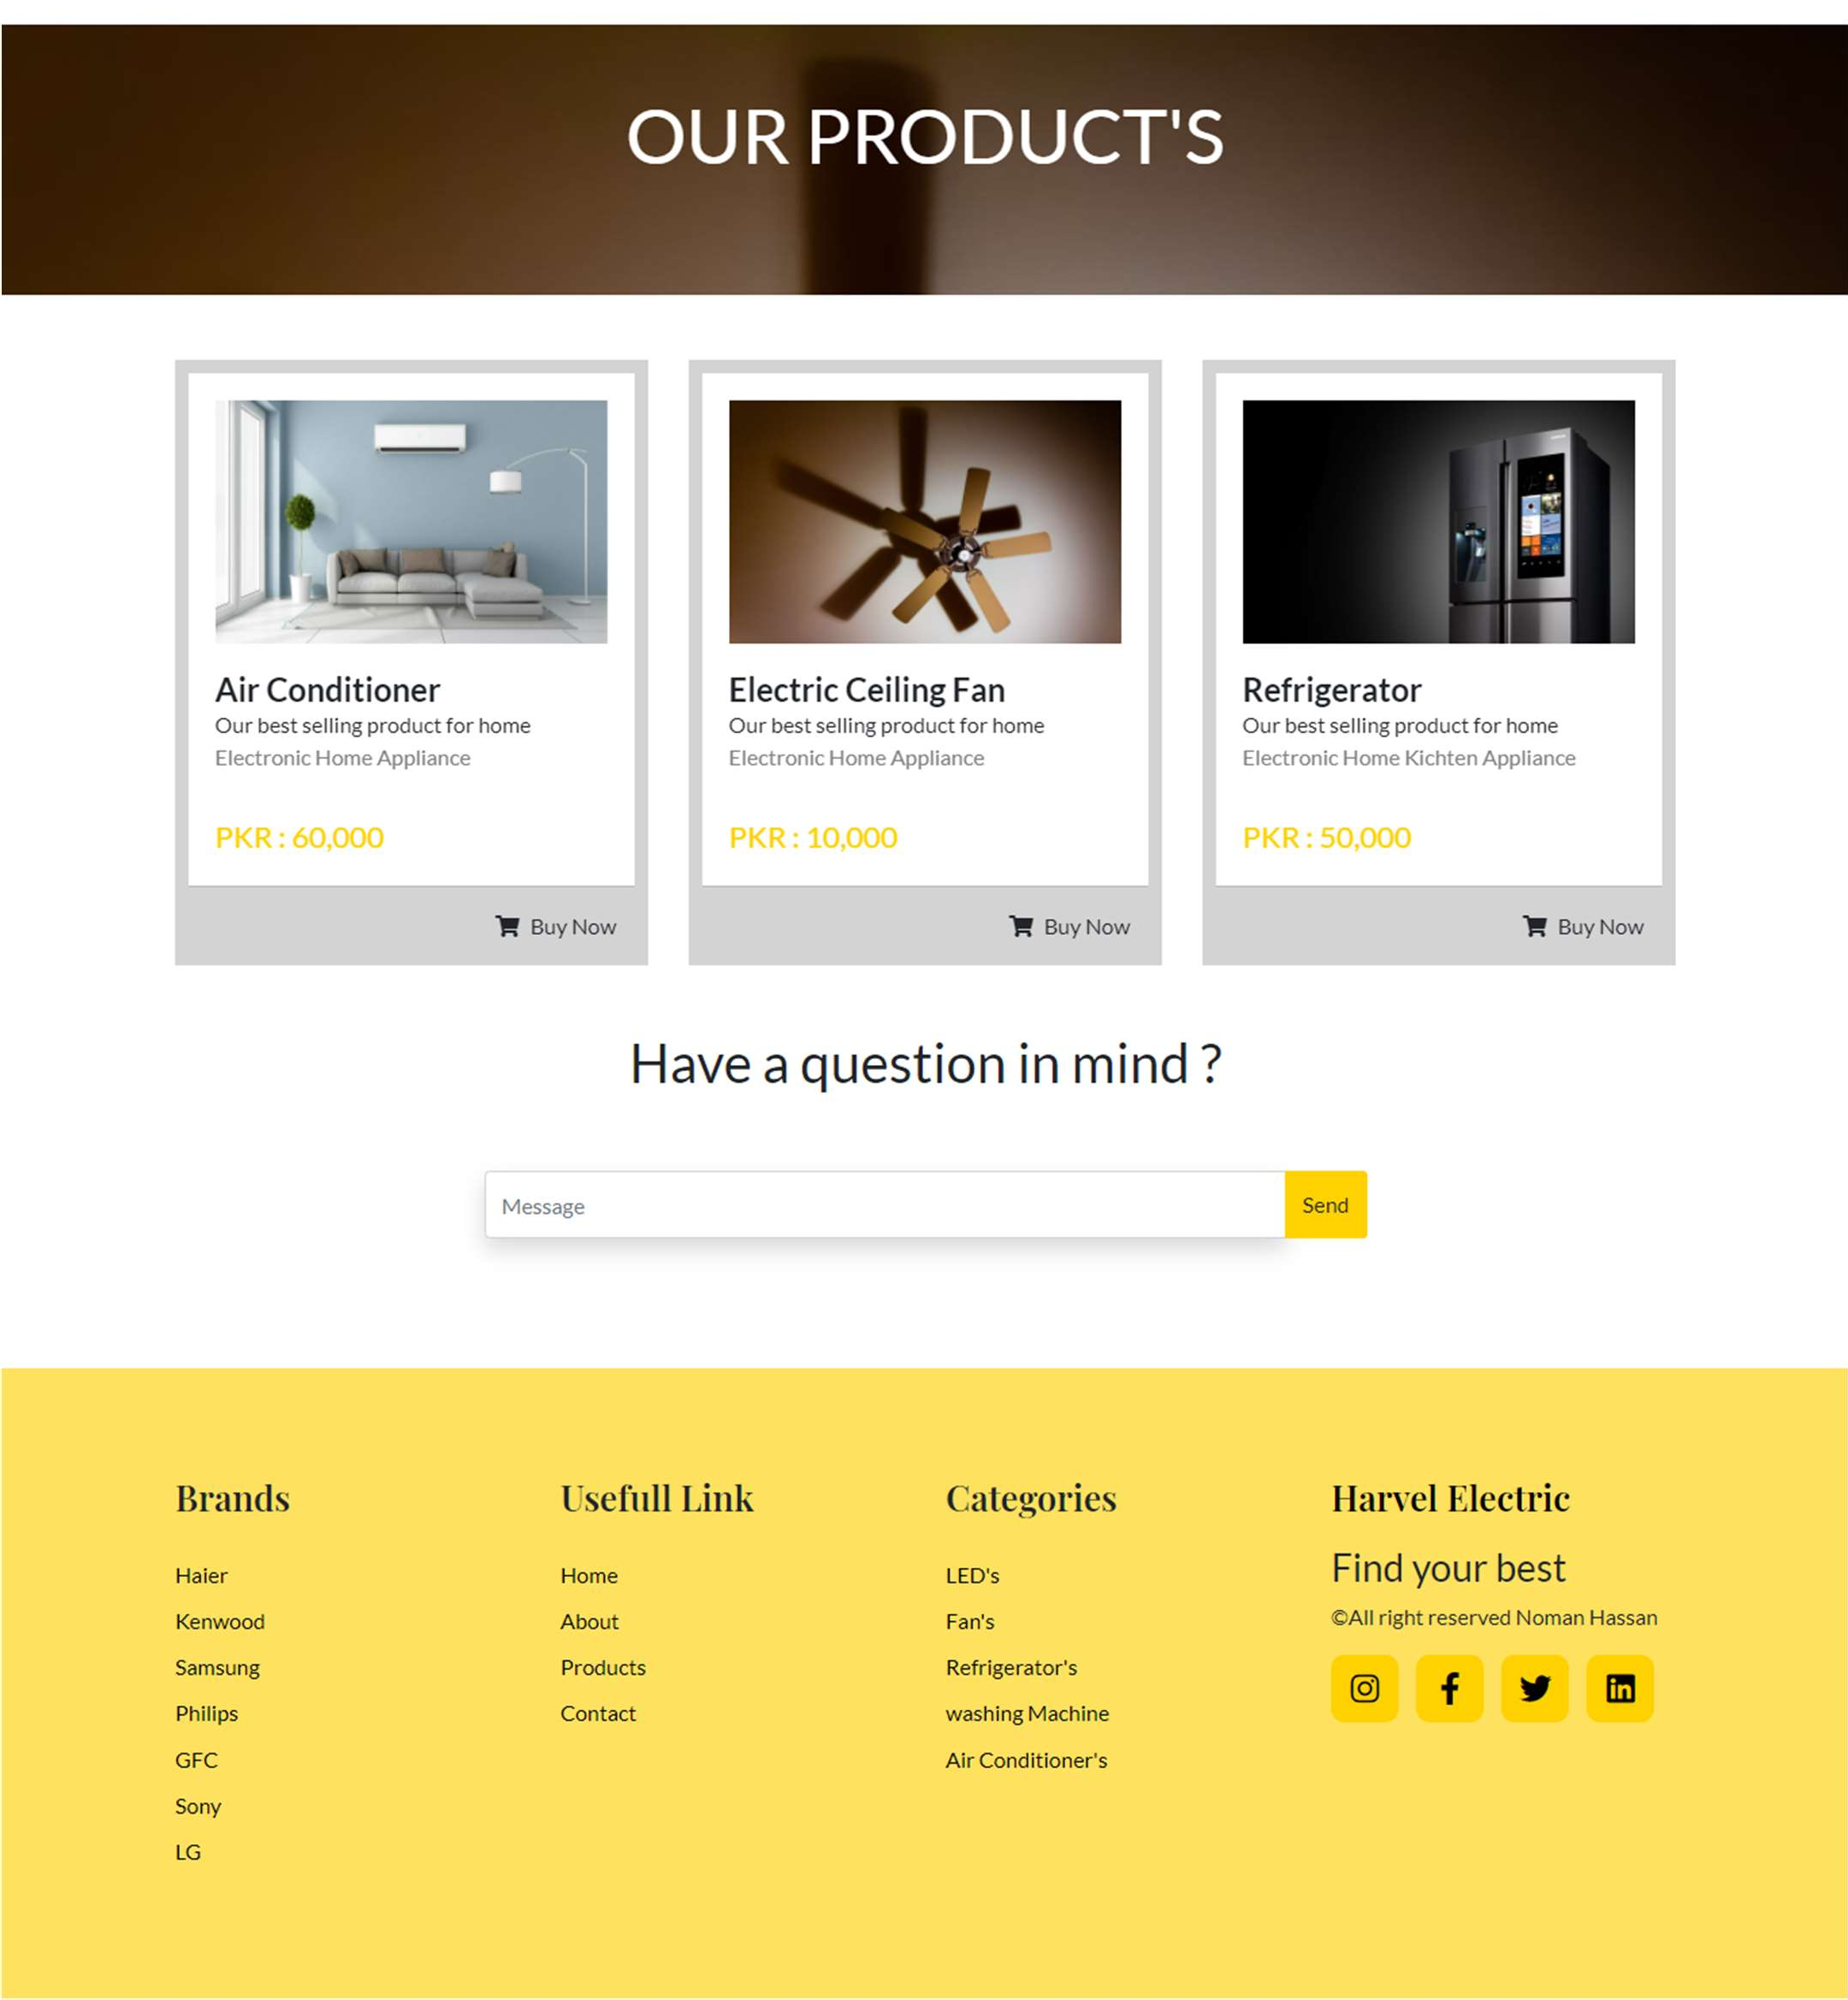 OUR PRODUCT'S
Air Conditioner
Our best selling product for home
Electronic Home Appliance
PKR : 60,000
Buy Now
Electric Ceiling Fan
Our best selling product for home
Electronic Home Appliance
PKR : 10,000
Buy Now
Refrigerator
Our best selling product for home
Electronic Home Kichten Appliance
PKR : 50,000
Buy Now
Have a question in mind ?
Message
Send
Brands
Haier
Kenwood
Samsung
Philips
GFC
Sony
LG
Usefull Link
Home
About
Products
Contact
Categories
LED's
Fan's
Refrigerator's
washing Machine
Air Conditioner's
Harvel Electric
Find your best
©All right reserved Noman Hassan